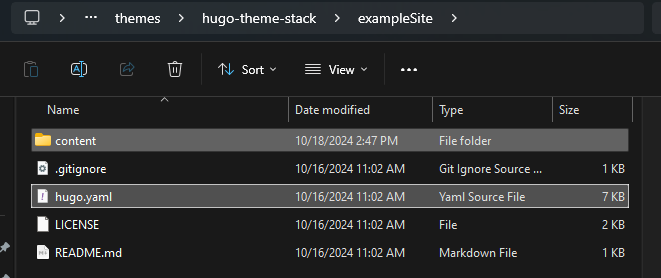 themes > hugo-theme-stack > exampleSite >
Sort View
Name Date modified Type Size
content 10/18/2024 2:47 PM File folder
.gitignore 10/16/2024 11:02 AM Git Ignore Source ... 1 KB
hugo.yaml 10/16/2024 11:02 AM Yaml Source File 7 KB
LICENSE 10/16/2024 11:02 AM File 2 KB
README.md 10/16/2024 11:02 AM Markdown File 5 KB